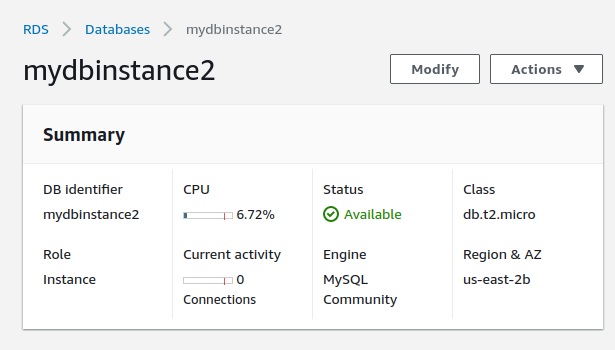 RDS > Databases > mydbinstance2
mydbinstance2
Modify
Actions
Summary
DB identifier
mydbinstance2
CPU
6.72%
Status
Available
Class
db.t2.micro
Role
Instance
Current activity
0
Connections
Engine
MySQL
Community
Region & AZ
us-east-2b